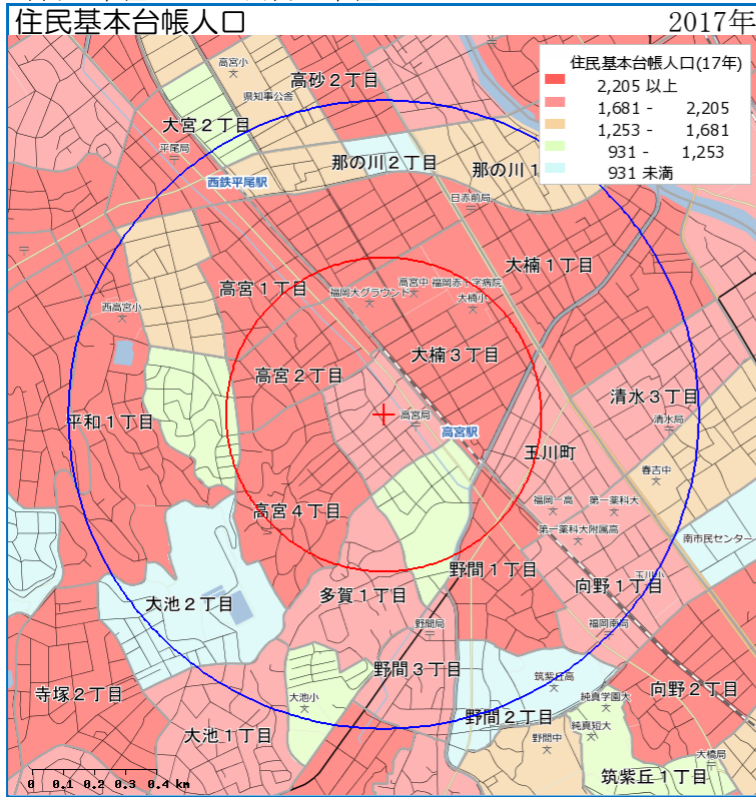 住民基本台帳人口
2017年
住民基本台帳人口(17年)
2,205 以上
1,681 - 2,205
1,253 - 1,681
931 - 1,253
931 未満
高宮小
高砂2丁目
県知事公舎
大宮2丁目
平尾局
那の川2丁目
那の川1
西鉄平尾駅
日赤前局
大楠1丁目
高宮1丁目
高宮中
福岡赤十字病院
福岡大グラウンド
大楠小
西高宮小
大楠3丁目
高宮2丁目
清水3丁目
高宮局
清水局
平和1丁目
高宮駅
玉川町
春吉中
福岡一高
第一薬科大
高宮4丁目
第一薬科大附属高
南市民センター
野間1丁目
玉川小
向野1丁目
大池2丁目
多賀1丁目
野間局
福岡南局
野間3丁目
筑紫丘高
寺塚2丁目
大池小
純真学園大
向野2丁目
野間2丁目
純真短大
大池1丁目
野間中
大橋局
筑紫丘1丁目
0 0.1 0.2 0.3 0.4 km